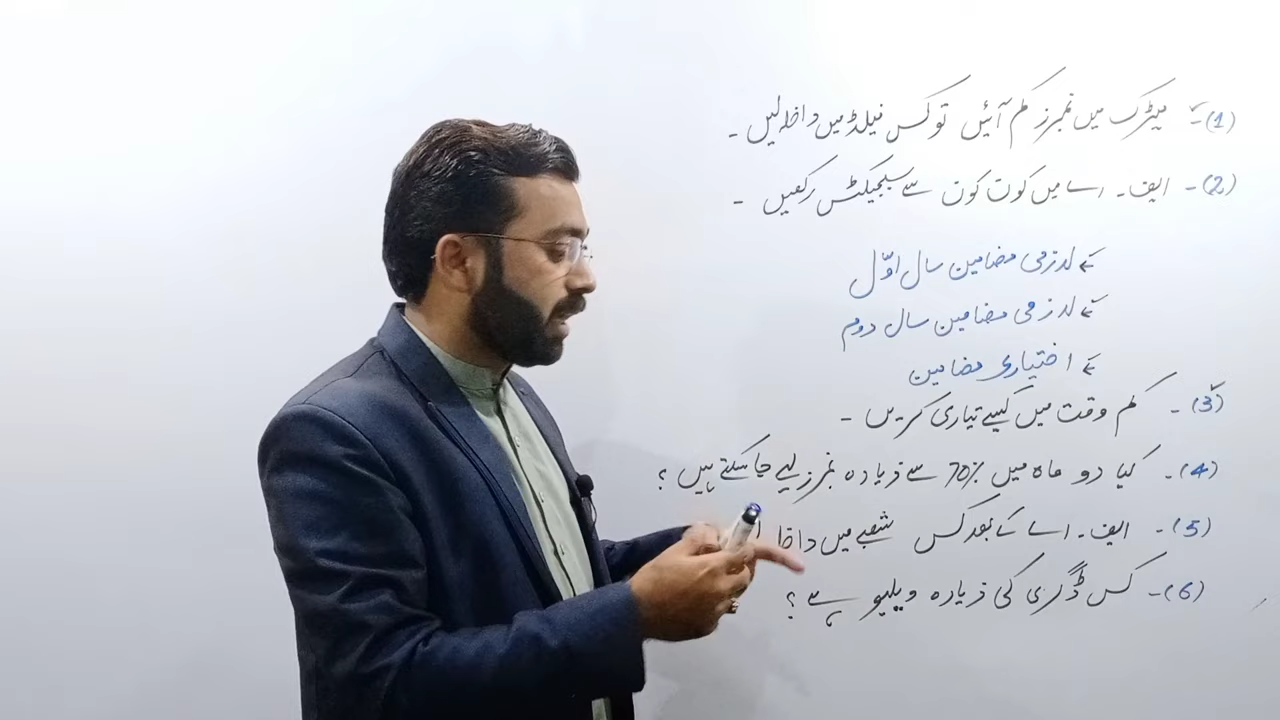 (1)- میٹرک میں نمبرز کم آئیں تو کس فیلڈ میں داخلہ لیں -
(2)- ایف۔ اے میں کون کون سے سبجیکٹس رکھیں -
← لازمی مضامین سال اوّل
← لازمی مضامین سال دوم
← اختیاری مضامین
(3)- کم وقت میں کیسے تیاری کریں -
(4)- کیا دو ماہ میں 70% سے زیادہ نمبرز لیے جا سکتے ہیں ؟
(5)- ایف۔ اے کے بعد کس شعبے میں
(6)- کس ڈگری کی زیادہ ویلیو ہے ؟